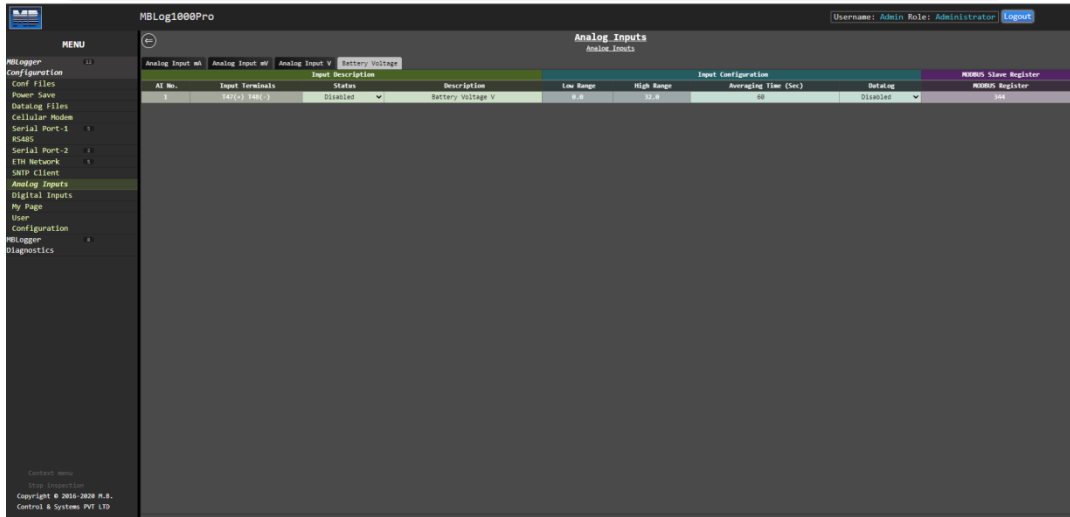 MBLog1000Pro
Username: Admin Role: Administrator Logout
MENU
MBLogger 12
Configuration
Conf Files
Power Save
DataLog Files
Cellular Modem
Serial Port-1
RS485
Serial Port-2
ETH Network
SNTP Client
Analog Inputs
Digital Inputs
My Page
User
Configuration
MBLogger
Diagnostics
Context menu
Stop inspection
Copyright © 2016-2020 M.B.
Control & Systems PVT LTD
Analog Inputs
Analog Inputs
Analog Input mA Analog Input mV Analog Input V Battery Voltage
Input Description Input Configuration MODBUS Slave Register
AI No. Input Terminals Status Description Low Range High Range Averaging Time (Sec) DataLog MODBUS Register
1 T47(+) T48(-) Disabled Battery Voltage V 0.0 32.0 60 Disabled 344